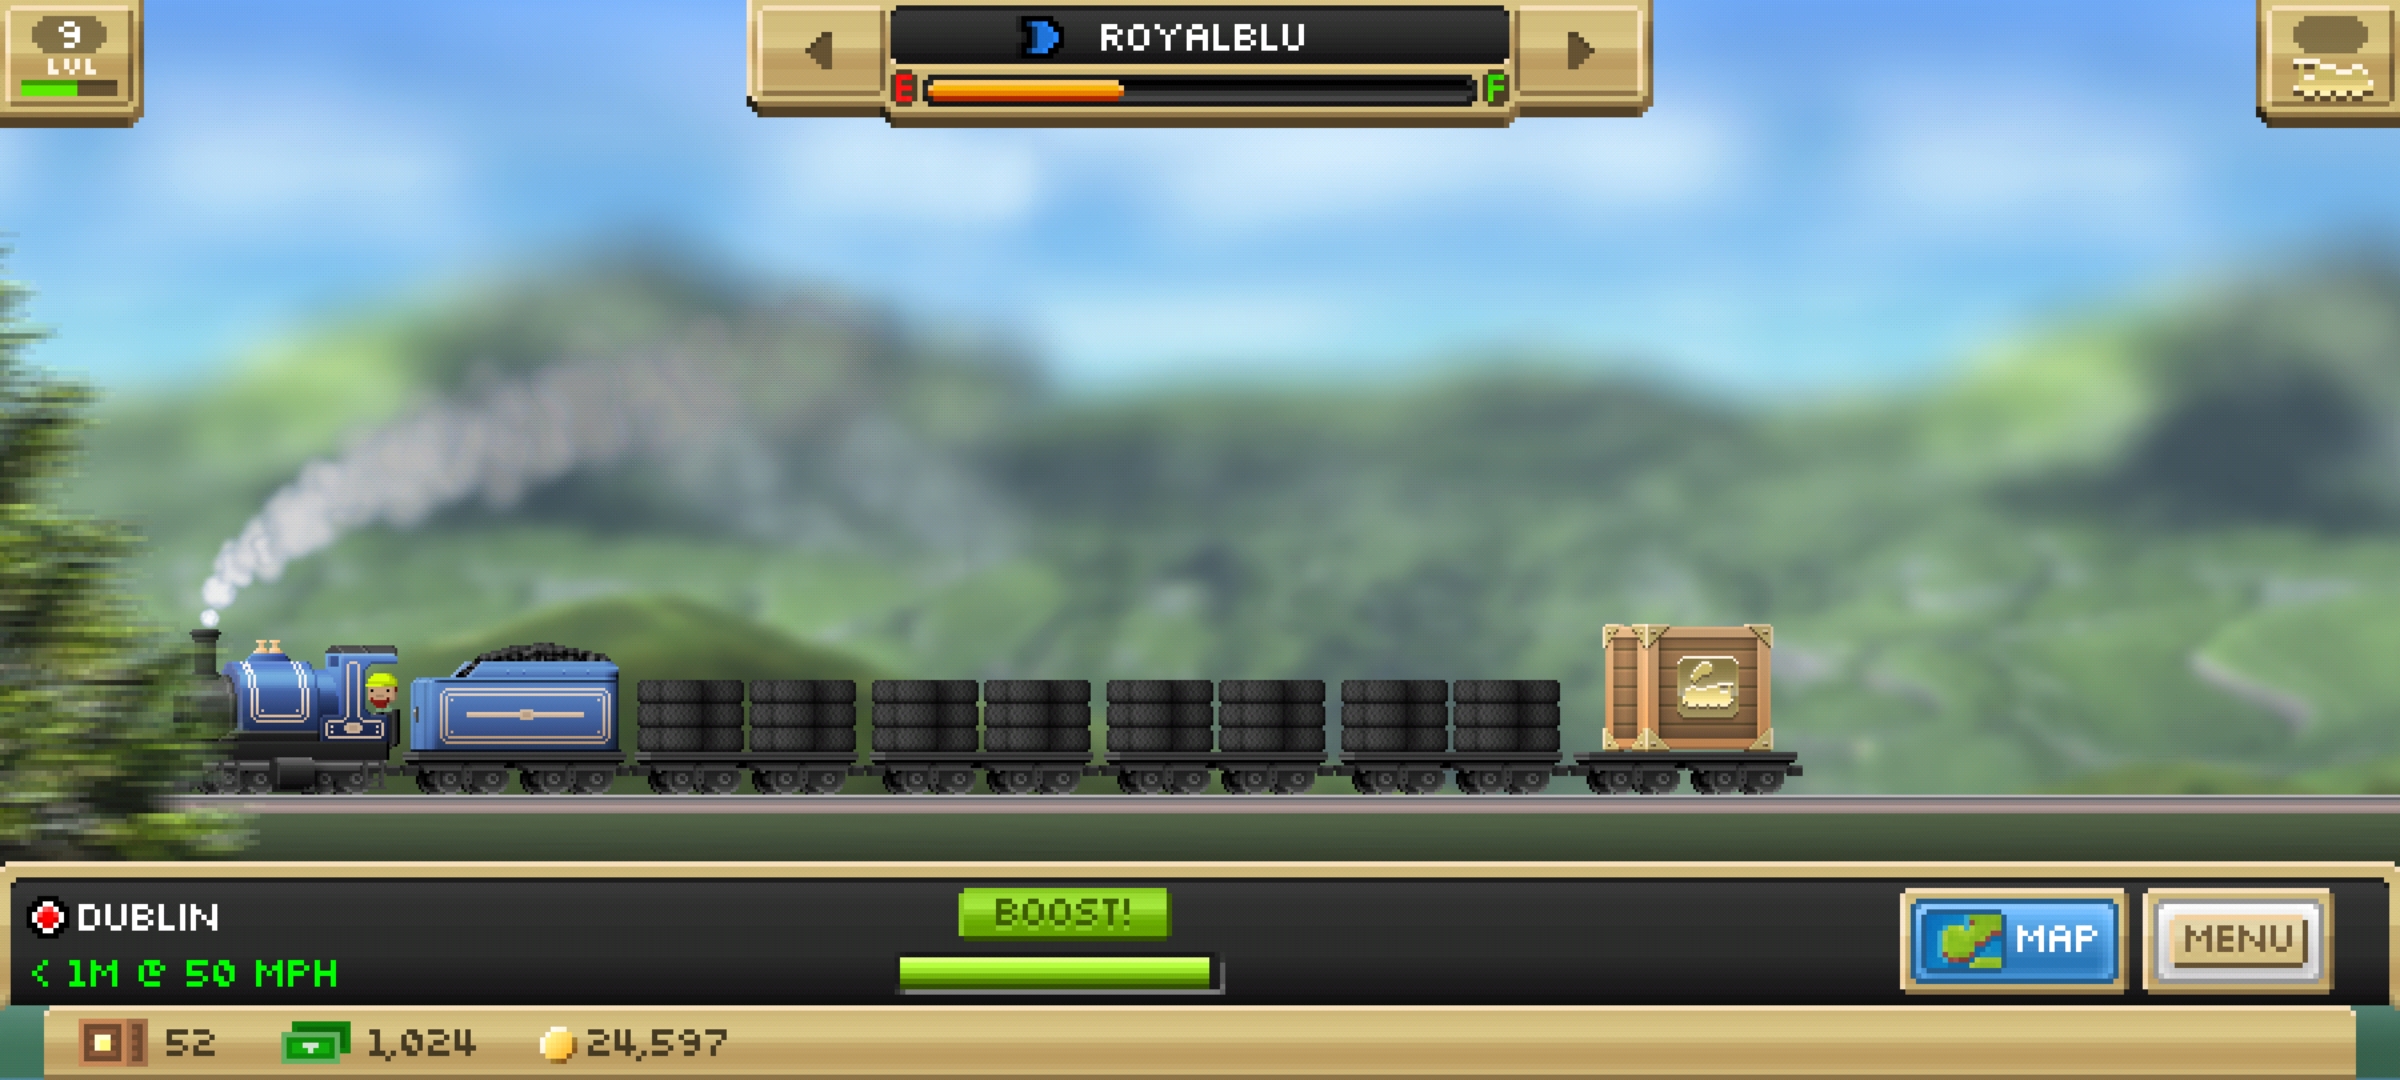 9
LVL
ROYALBLU
E F
DUBLIN
< 1M @ 50 MPH
BOOST!
MAP
MENU
52
1,024
24,597